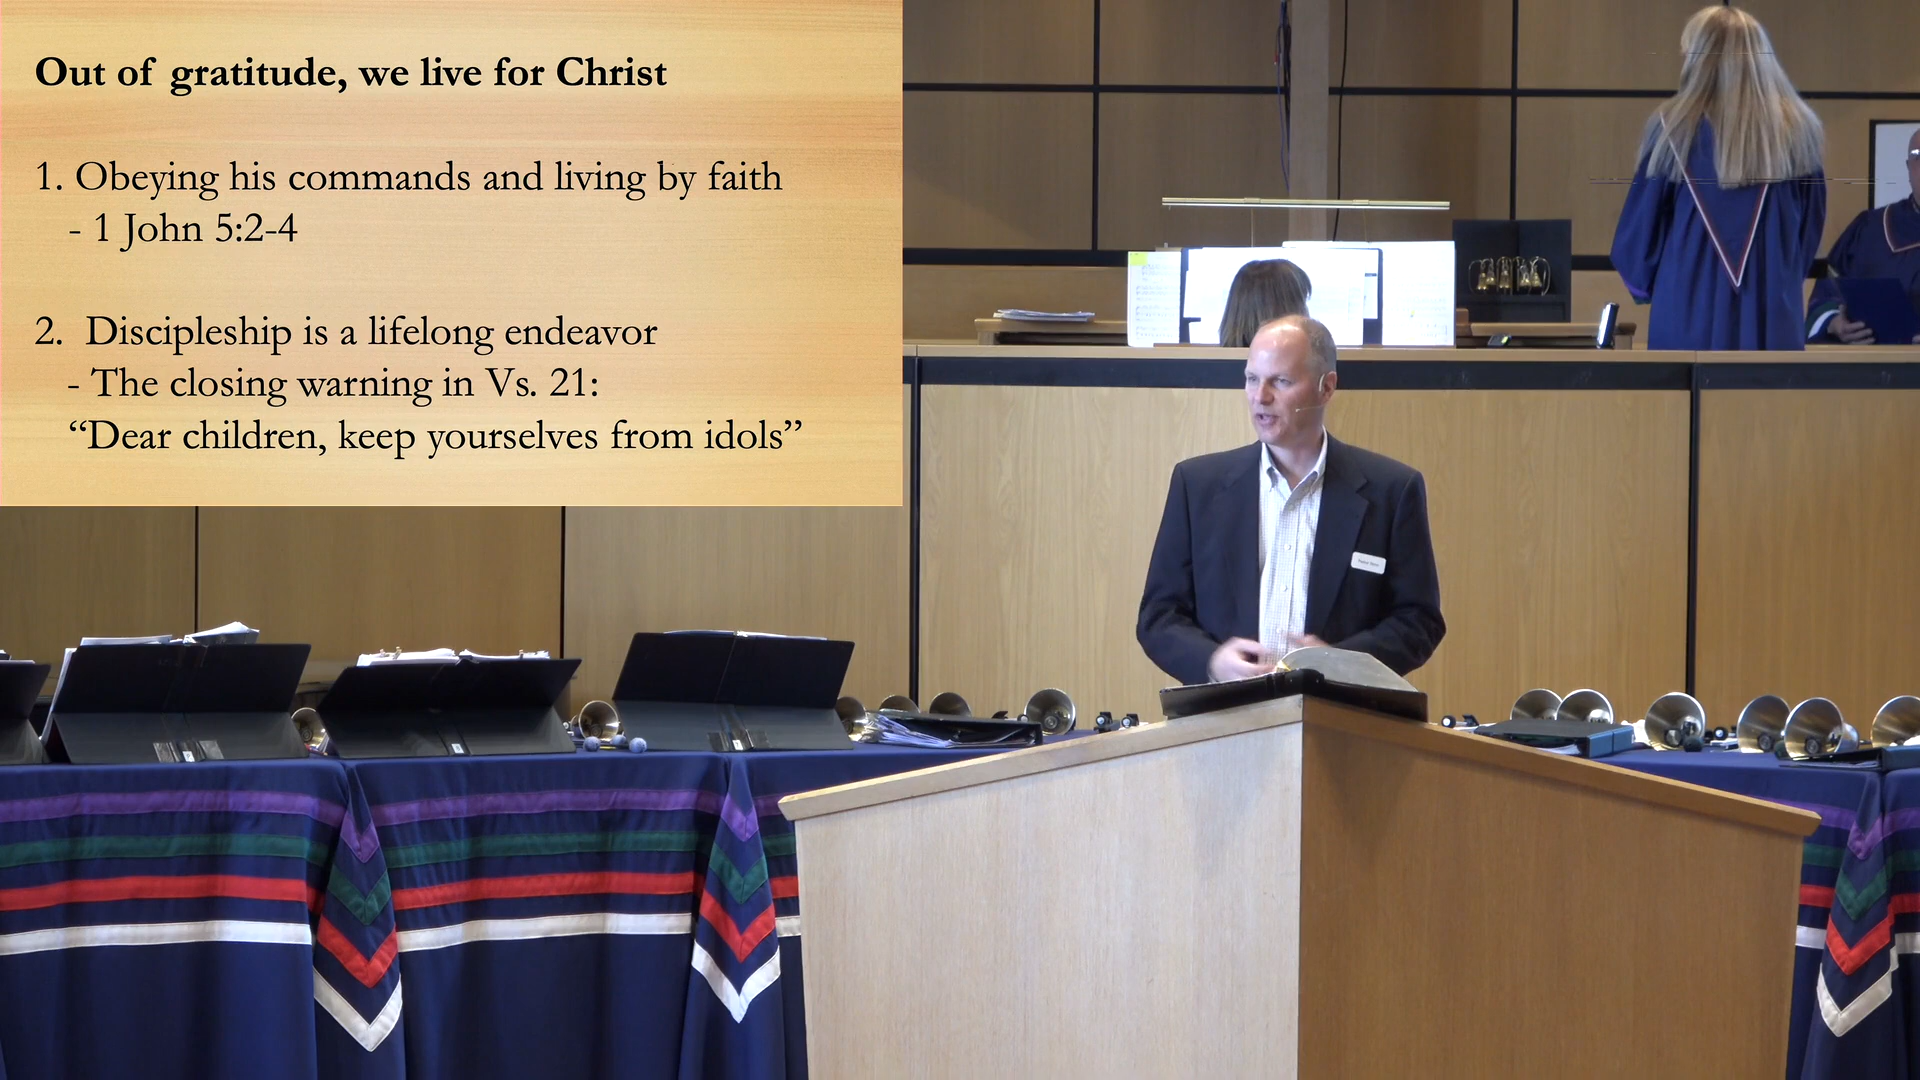 Out of gratitude, we live for Christ
1. Obeying his commands and living by faith
- 1 John 5:2-4
2. Discipleship is a lifelong endeavor
- The closing warning in Vs. 21:
“Dear children, keep yourselves from idols”